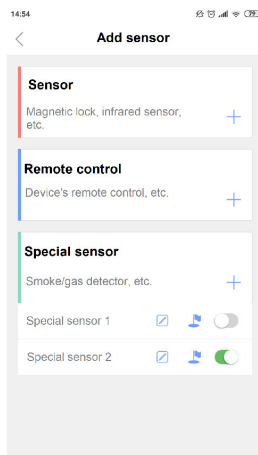 14:54
Add sensor
Sensor
Magnetic lock, infrared sensor,
etc.
Remote control
Device's remote control, etc.
Special sensor
Smoke/gas detector, etc.
Special sensor 1
Special sensor 2